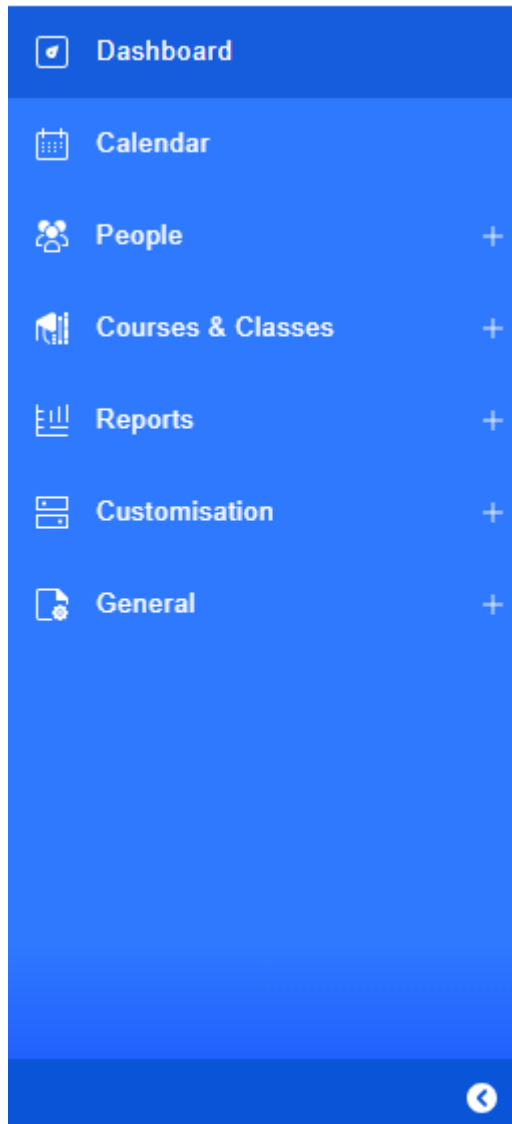 Dashboard
Calendar
People
Courses & Classes
Reports
Customisation
General